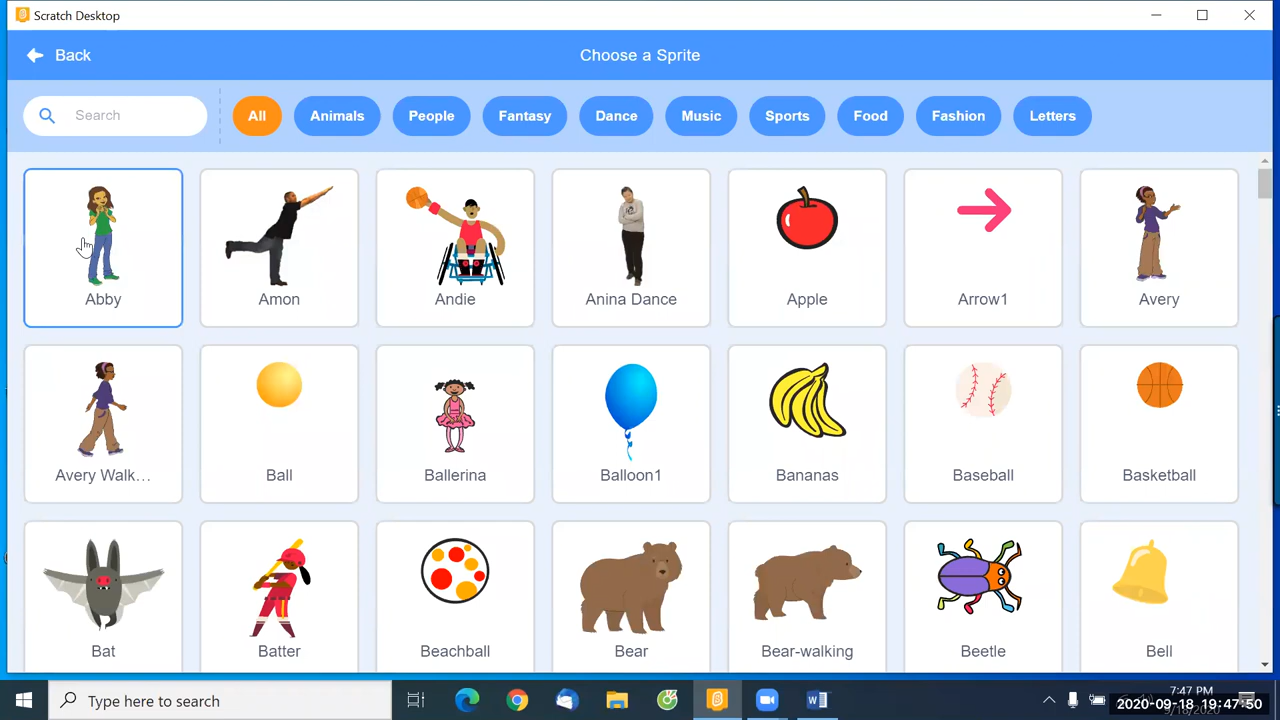 Scratch Desktop
Back
Choose a Sprite
Search
All
Animals
People
Fantasy
Dance
Music
Sports
Food
Fashion
Letters
Abby
Amon
Andie
Anina Dance
Apple
Arrow1
Avery
Avery Walk...
Ball
Ballerina
Balloon1
Bananas
Baseball
Basketball
Bat
Batter
Beachball
Bear
Bear-walking
Beetle
Bell
Type here to search
7:47 PM
2020-09-18 19:47:50